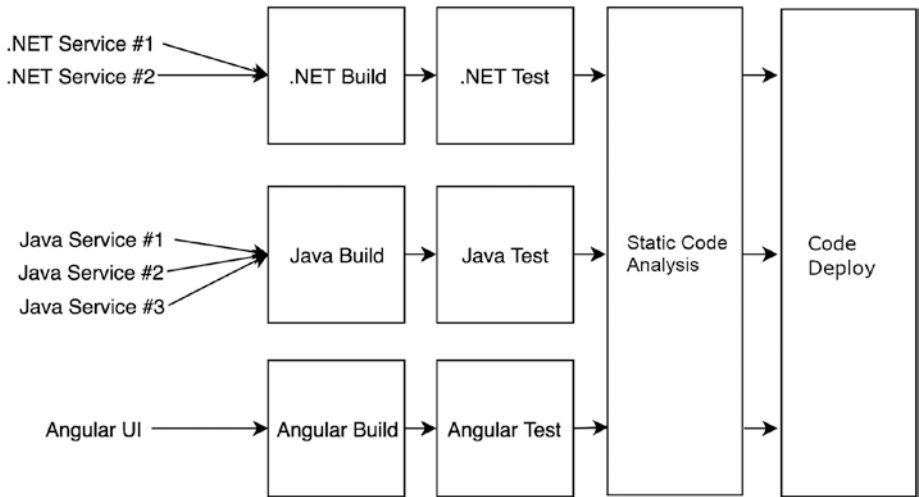 .NET Service #1
.NET Service #2
.NET Build
.NET Test
Java Service #1
Java Service #2
Java Service #3
Java Build
Java Test
Static Code
Analysis
Code
Deploy
Angular UI
Angular Build
Angular Test